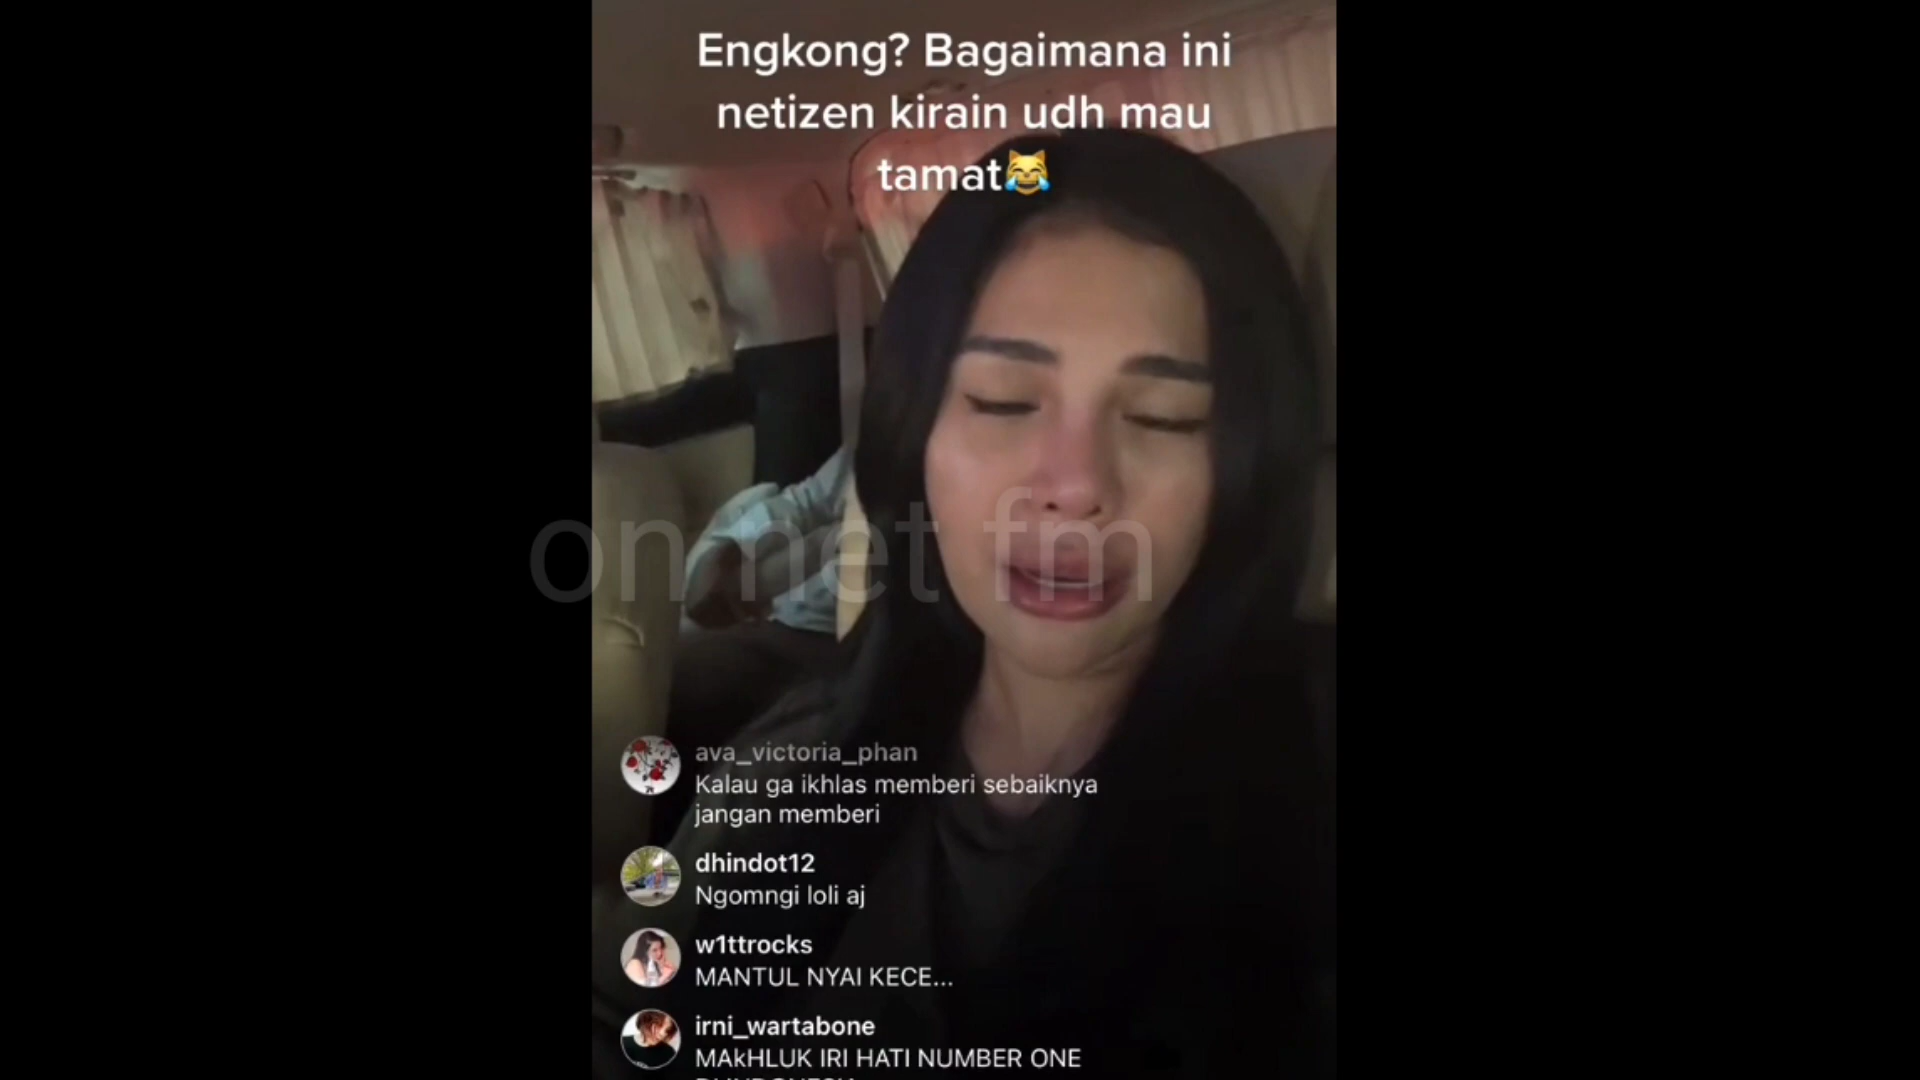 Engkong? Bagaimana ini
netizen kirain udh mau
tamat😹
on net fm
ava_victoria_phan
Kalau ga ikhlas memberi sebaiknya
jangan memberi
dhindot12
Ngomngi loli aj
w1ttrocks
MANTUL NYAI KECE...
irni_wartabone
MAkHLUK IRI HATI NUMBER ONE